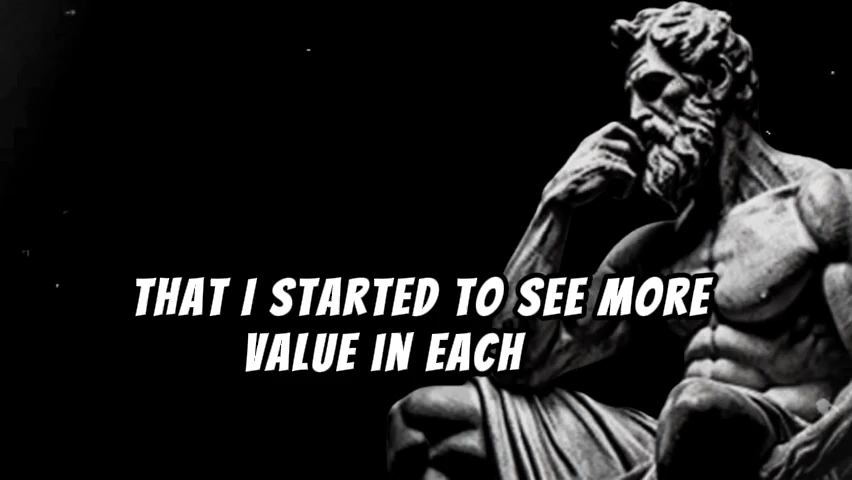 THAT I STARTED TO SEE MORE
VALUE IN EACH